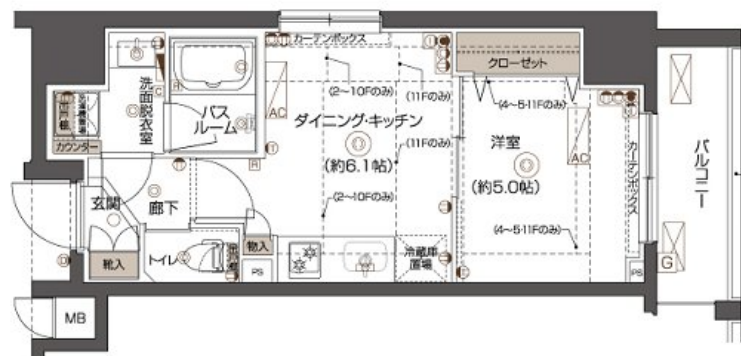 カーテンボックス
クローゼット
洗面脱衣室
バス
ルーム
AC
(2〜10Fのみ)
(11Fのみ)
(4〜5·11Fのみ)
ダイニング・キッチン
(約6.1帖)
(11Fのみ)
洋室
(約5.0帖)
AC
カーテンボックス
バルコニー
カウンター
R
玄関
廊下
(2〜10Fのみ)
(4〜5·11Fのみ)
靴入
トイレ
物入
PS
冷蔵庫
置場
PS
G
MB